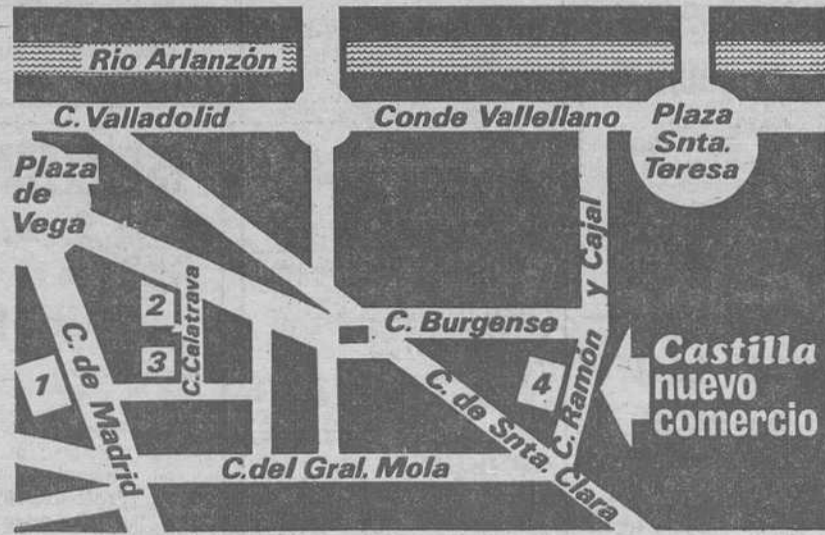 Rio Arlanzón
C. Valladolid
Conde Vallellano
Plaza
Snta.
Teresa
Plaza
de
Vega
C. Ramón y Cajal
2
C. Calatrava
3
1
C. de Madrid
C. Burgense
4
Castilla
nuevo
comercio
C. de Snta. Clara
C. del Gral. Mola